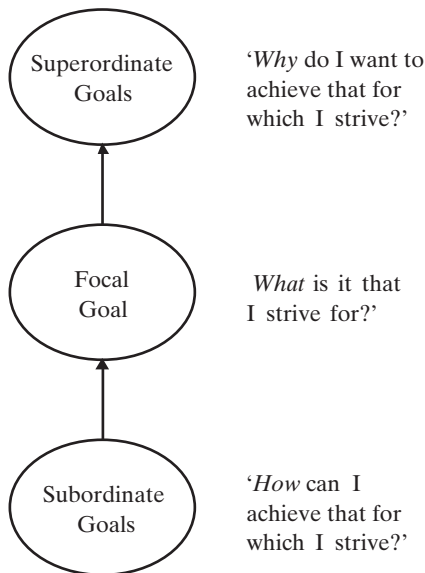 Superordinate
Goals
‘Why do I want to
achieve that for
which I strive?’
Focal
Goal
What is it that
I strive for?’
Subordinate
Goals
‘How can I
achieve that for
which I strive?’